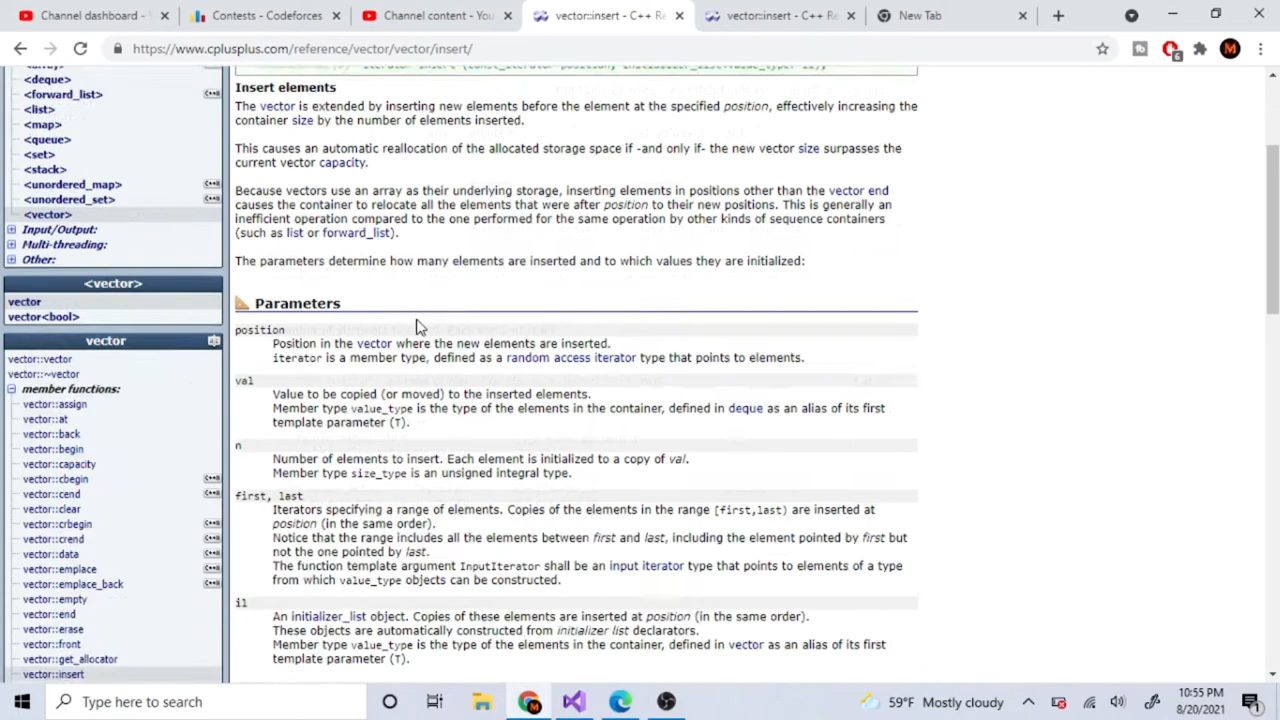 Channel dashboard - You
Contests - Codeforces
Channel content - You
vector::insert - C++ Re
vector::insert - C++ Re
New Tab
https://www.cplusplus.com/reference/vector/vector/insert/
6
M
<array>
<deque>
<forward_list>
<list>
<map>
<queue>
<set>
<stack>
<unordered_map>
<unordered_set>
<vector>
Input/Output:
Multi-threading:
Other:
<vector>
vector
vector<bool>
vector
vector::vector
vector::~vector
member functions:
vector::assign
vector::at
vector::back
vector::begin
vector::capacity
vector::cbegin
vector::cend
vector::clear
vector::crbegin
vector::crend
vector::data
vector::emplace
vector::emplace_back
vector::empty
vector::end
vector::erase
vector::front
vector::get_allocator
vector::insert
iterator insert (const_iterator position, initializer_list<value_type> il);
Insert elements
The vector is extended by inserting new elements before the element at the specified position, effectively increasing the
container size by the number of elements inserted.
This causes an automatic reallocation of the allocated storage space if -and only if- the new vector size surpasses the
current vector capacity.
Because vectors use an array as their underlying storage, inserting elements in positions other than the vector end
causes the container to relocate all the elements that were after position to their new positions. This is generally an
inefficient operation compared to the one performed for the same operation by other kinds of sequence containers
(such as list or forward_list).
The parameters determine how many elements are inserted and to which values they are initialized:
Parameters
position
Position in the vector where the new elements are inserted.
iterator is a member type, defined as a random access iterator type that points to elements.
val
Value to be copied (or moved) to the inserted elements.
Member type value_type is the type of the elements in the container, defined in deque as an alias of its first
template parameter (T).
n
Number of elements to insert. Each element is initialized to a copy of val.
Member type size_type is an unsigned integral type.
first, last
Iterators specifying a range of elements. Copies of the elements in the range [first,last) are inserted at
position (in the same order).
Notice that the range includes all the elements between first and last, including the element pointed by first but
not the one pointed by last.
The function template argument InputIterator shall be an input iterator type that points to elements of a type
from which value_type objects can be constructed.
il
An initializer_list object. Copies of these elements are inserted at position (in the same order).
These objects are automatically constructed from initializer list declarators.
Member type value_type is the type of the elements in the container, defined in vector as an alias of its first
template parameter (T).
Type here to search
59°F Mostly cloudy
10:55 PM
8/20/2021
1